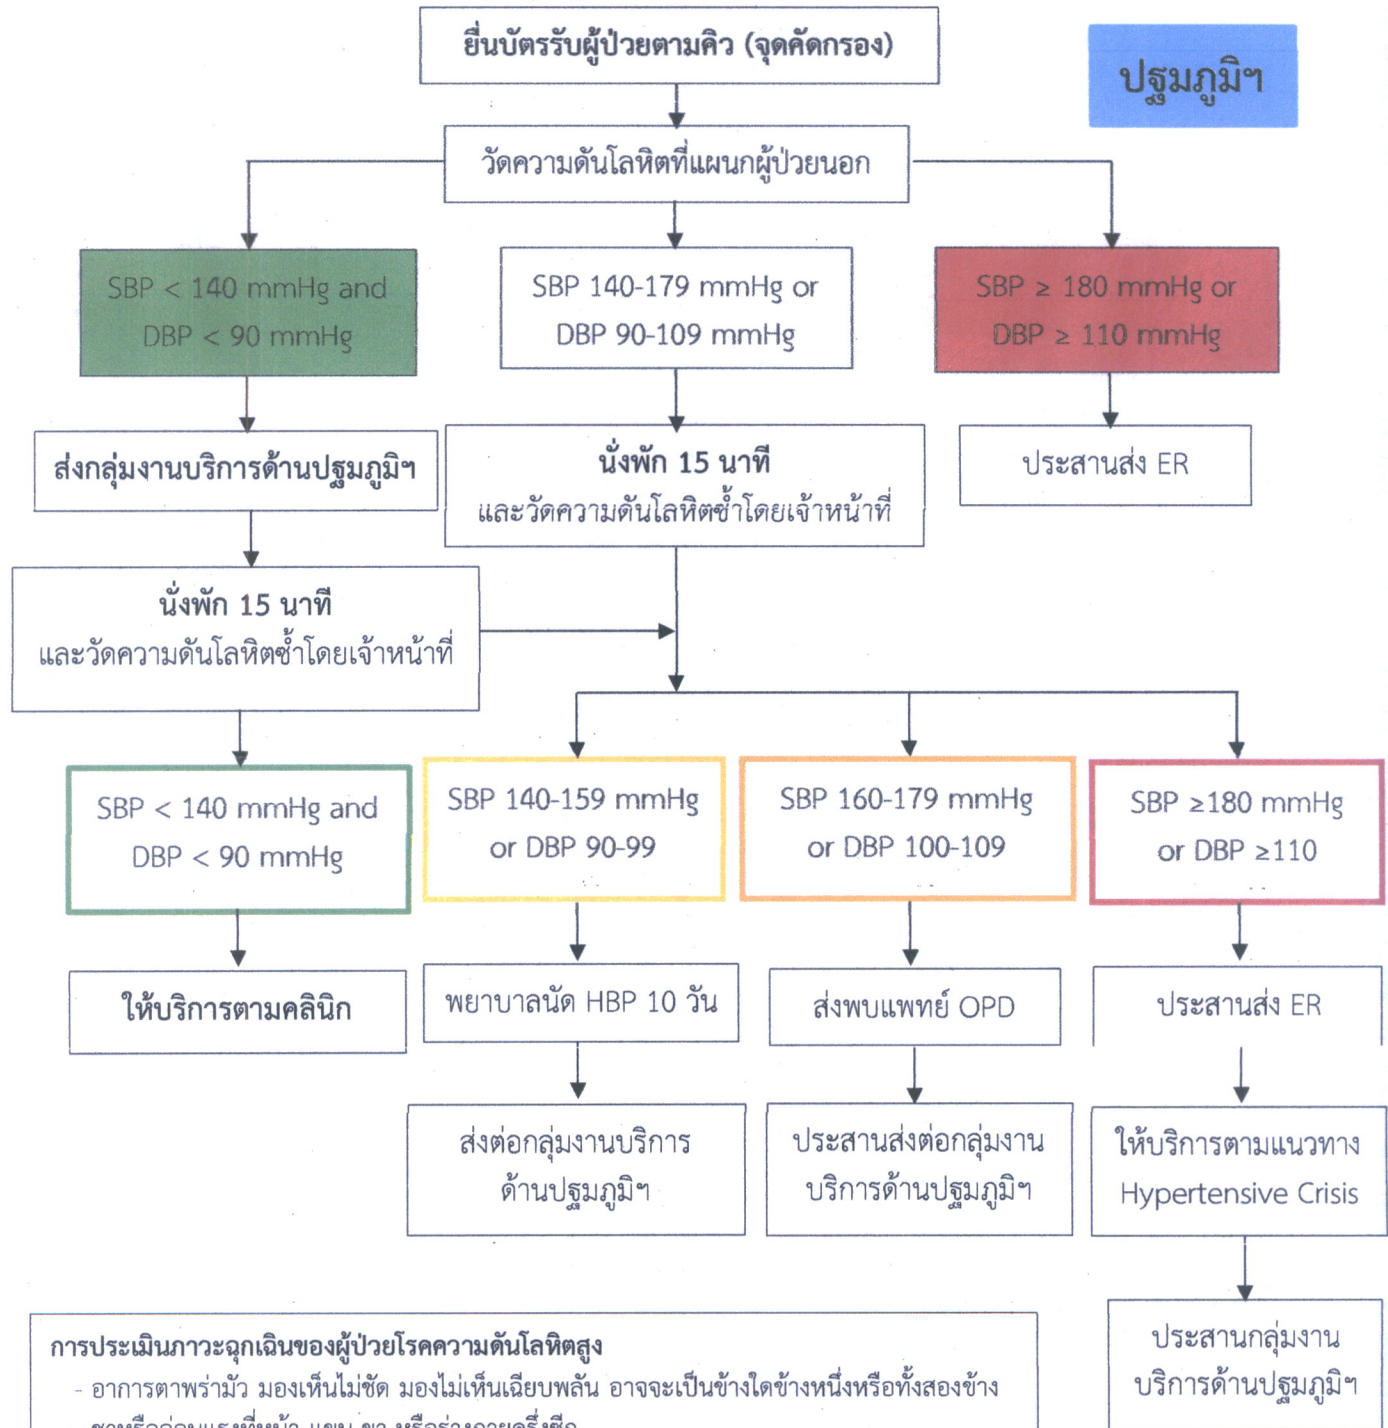 ยื่นบัตรรับผู้ป่วยตามคิว (จุดคัดกรอง)
ปฐมภูมิฯ
วัดความดันโลหิตที่แผนกผู้ป่วยนอก
SBP < 140 mmHg and
DBP < 90 mmHg
SBP 140-179 mmHg or
DBP 90-109 mmHg
SBP ≥ 180 mmHg or
DBP ≥ 110 mmHg
ส่งกลุ่มงานบริการด้านปฐมภูมิฯ
นั่งพัก 15 นาที
และวัดความดันโลหิตซ้ำโดยเจ้าหน้าที่
ประสานส่ง ER
นั่งพัก 15 นาที
และวัดความดันโลหิตซ้ำโดยเจ้าหน้าที่
SBP < 140 mmHg and
DBP < 90 mmHg
SBP 140-159 mmHg
or DBP 90-99
SBP 160-179 mmHg
or DBP 100-109
SBP ≥180 mmHg
or DBP ≥110
ให้บริการตามคลินิก
พยาบาลนัด HBP 10 วัน
ส่งพบแพทย์ OPD
ประสานส่ง ER
ส่งต่อกลุ่มงานบริการ
ด้านปฐมภูมิฯ
ประสานส่งต่อกลุ่มงาน
บริการด้านปฐมภูมิฯ
ให้บริการตามแนวทาง
Hypertensive Crisis
ประสานกลุ่มงาน
บริการด้านปฐมภูมิฯ
การประเมินภาวะฉุกเฉินของผู้ป่วยโรคความดันโลหิตสูง
- อาการตาพร่ามัว มองเห็นไม่ชัด มองไม่เห็นเฉียบพลัน อาจจะเป็นข้างใดข้างหนึ่งหรือทั้งสองข้าง